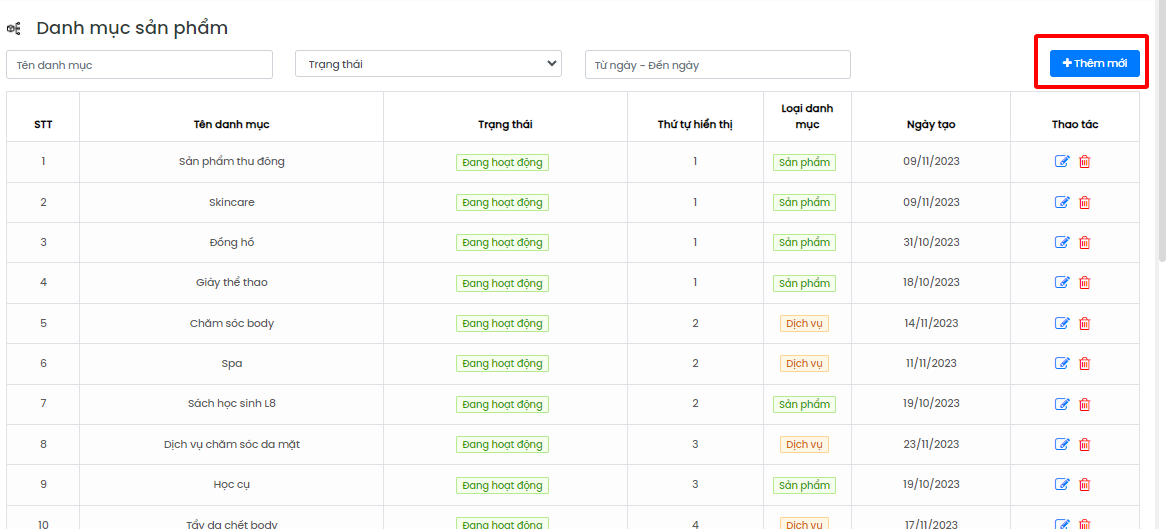 Danh mục sản phẩm
Tên danh mục Trạng thái Từ ngày - Đến ngày Thêm mới
STT Tên danh mục Trạng thái Thứ tự hiển thị Loại danh mục Ngày tạo Thao tác
1 Sản phẩm thu đông Đang hoạt động 1 Sản phẩm 09/11/2023
2 Skincare Đang hoạt động 1 Sản phẩm 09/11/2023
3 Đồng hồ Đang hoạt động 1 Sản phẩm 31/10/2023
4 Giày thể thao Đang hoạt động 1 Sản phẩm 18/10/2023
5 Chăm sóc body Đang hoạt động 2 Dịch vụ 14/11/2023
6 Spa Đang hoạt động 2 Dịch vụ 11/11/2023
7 Sách học sinh L8 Đang hoạt động 2 Sản phẩm 19/10/2023
8 Dịch vụ chăm sóc da mặt Đang hoạt động 3 Dịch vụ 23/11/2023
9 Học cụ Đang hoạt động 3 Sản phẩm 19/10/2023
10 Tẩy da chết body Đang hoạt động 4 Dịch vụ 17/11/2023